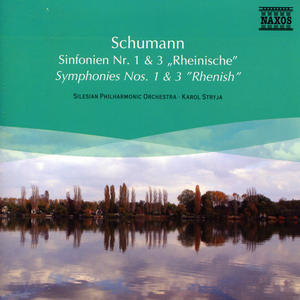 NAXOS
Schumann
Sinfonien Nr. 1 & 3 „Rheinische”
Symphonies Nos. 1 & 3 ”Rhenish”
SILESIAN PHILHARMONIC ORCHESTRA · KAROL STRYJA